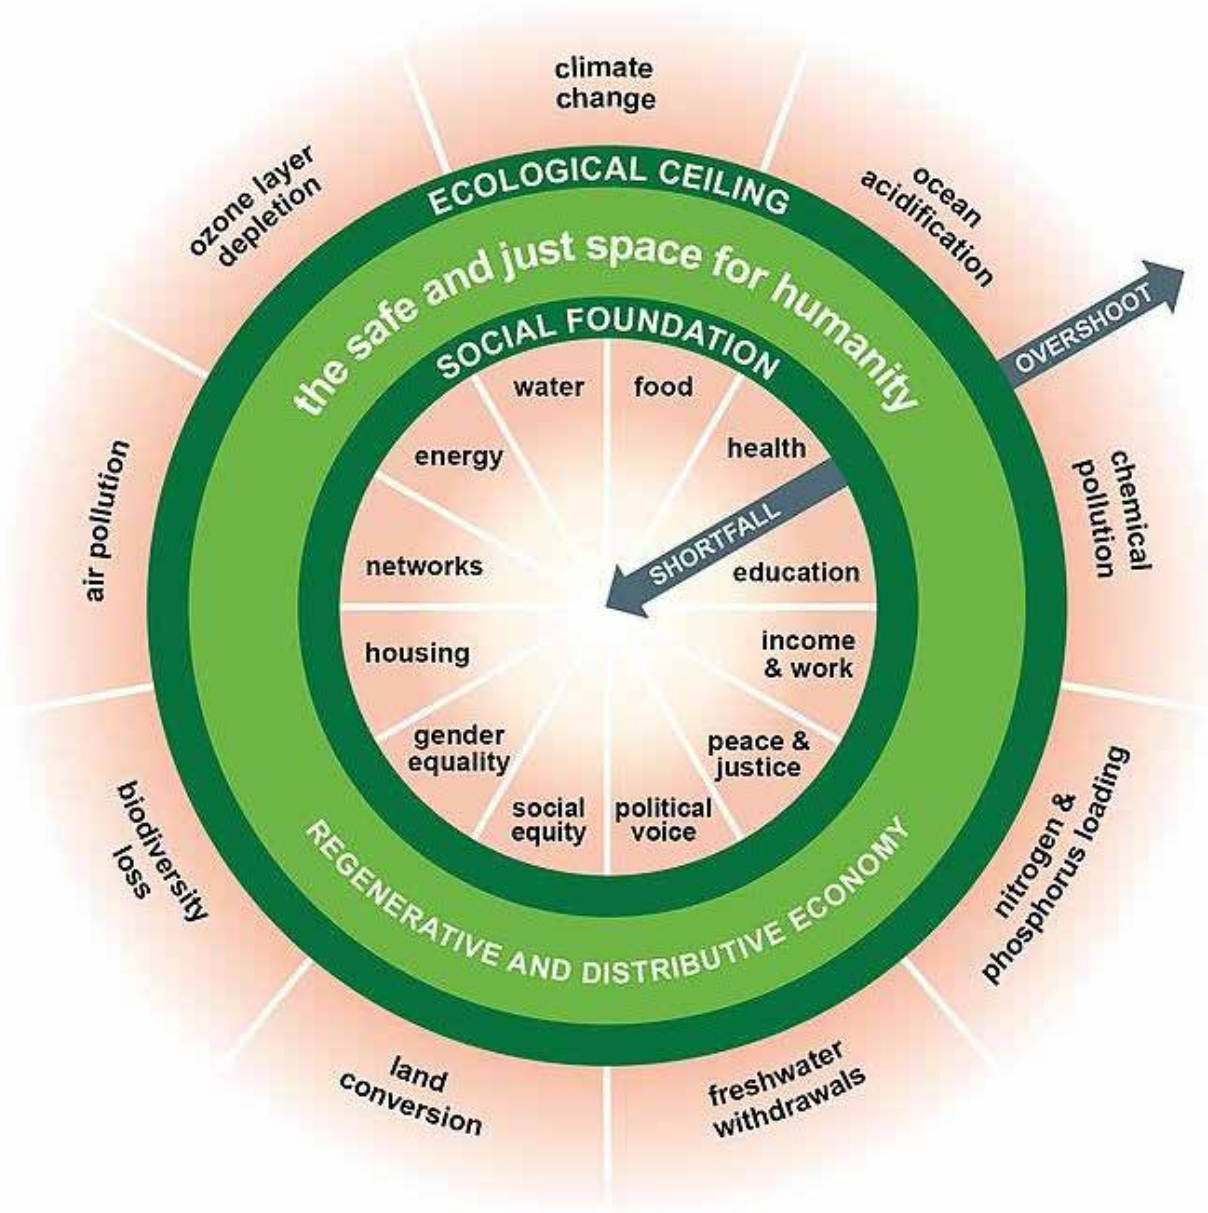 climate
change
ocean
acidification
OVERSHOOT
chemical
pollution
nitrogen &
phosphorus loading
freshwater
withdrawals
land
conversion
biodiversity
loss
air pollution
ozone layer
depletion
ECOLOGICAL CEILING
the safe and just space for humanity
SOCIAL FOUNDATION
water
food
health
SHORTFALL
education
income
& work
peace &
justice
political
voice
social
equity
gender
equality
housing
networks
energy
REGENERATIVE AND DISTRIBUTIVE ECONOMY